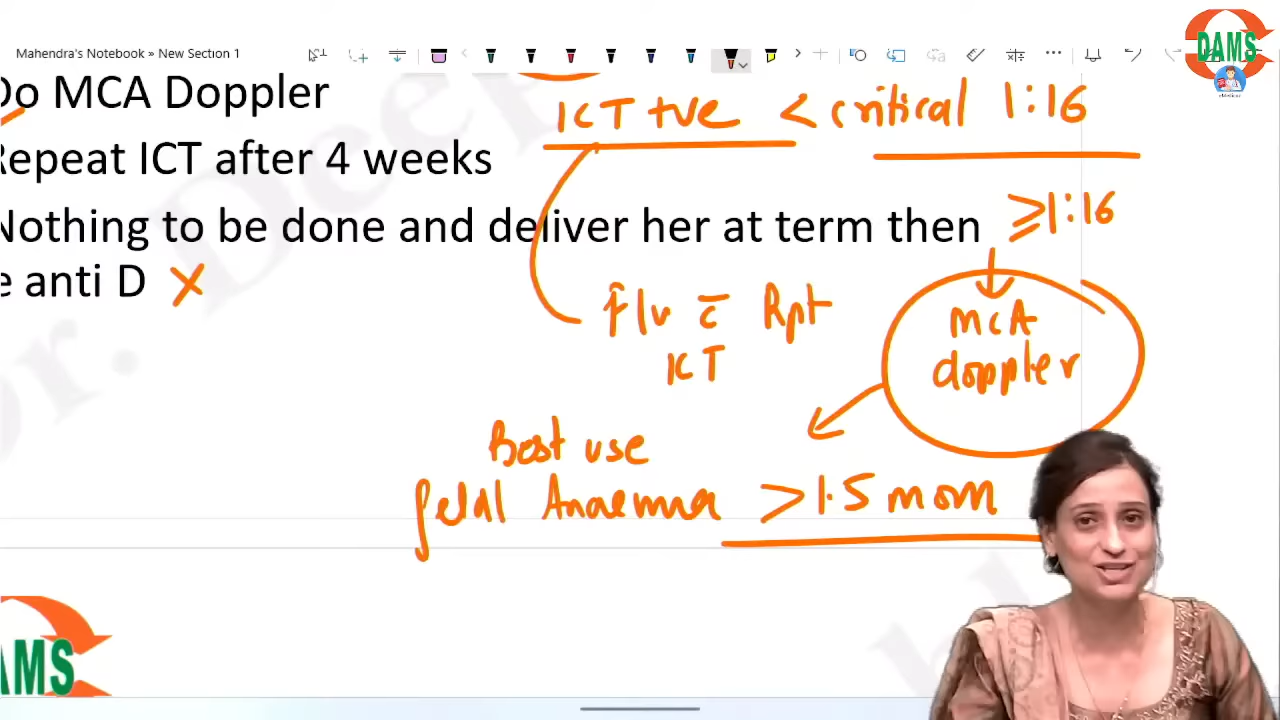 Mahendra's Notebook » New Section 1
DAMS
Do MCA Doppler
ICT +ve < critical 1:16
Repeat ICT after 4 weeks
Nothing to be done and deliver her at term then
≥1:16
e anti D X
F/u c̄ Rpt
ICT
MCA
doppler
Best use
fetal Anaemia > 1.5 mom
AMS